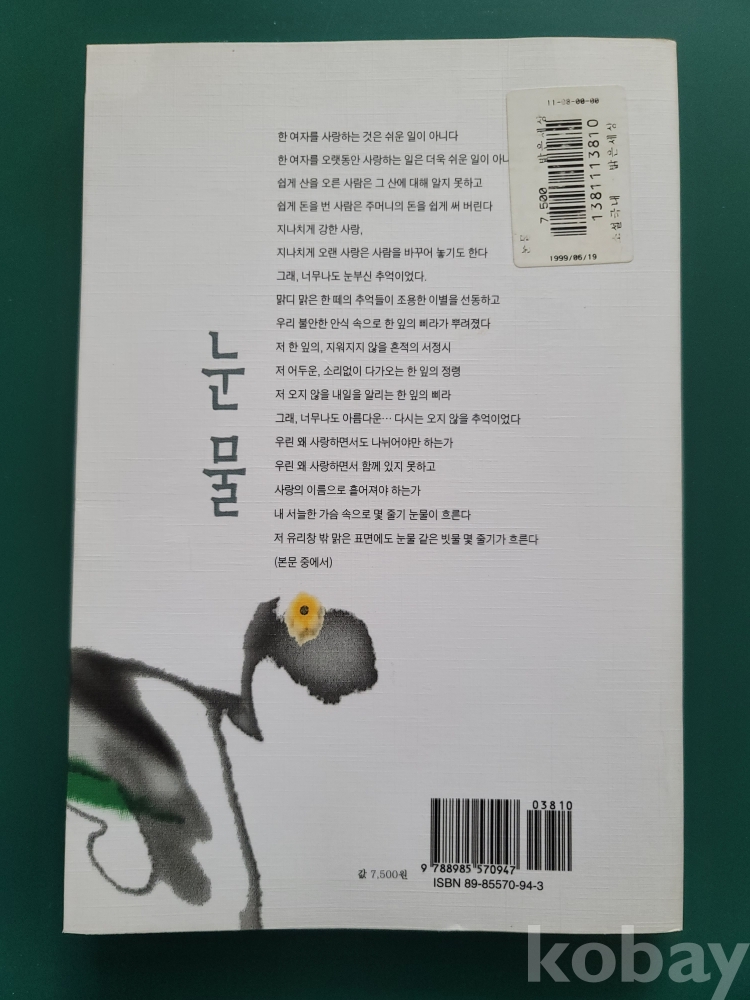 한 여자를 사랑하는 것은 쉬운 일이 아니다
한 여자를 오랫동안 사랑하는 일은 더욱 쉬운 일이 아니
쉽게 산을 오른 사람은 그 산에 대해 알지 못하고
쉽게 돈을 번 사람은 주머니의 돈을 쉽게 써 버린다
지나치게 강한 사랑,
지나치게 오랜 사랑은 사람을 바꾸어 놓기도 한다
그래, 너무나도 눈부신 추억이었다.
맑디 맑은 한 떼의 추억들이 조용한 이별을 선동하고
우리 불안한 안식 속으로 한 잎의 삐라가 뿌려졌다
저 한 잎의, 지워지지 않을 흔적의 서정시
저 어두운, 소리없이 다가오는 한 잎의 정령
저 오지 않을 내일을 알리는 한 잎의 삐라
그래, 너무나도 아름다운… 다시는 오지 않을 추억이었다
우린 왜 사랑하면서도 나뉘어야만 하는가
우린 왜 사랑하면서 함께 있지 못하고
사랑의 이름으로 흩어져야 하는가
내 서늘한 가슴 속으로 몇 줄기 눈물이 흐른다
저 유리창 밖 맑은 표면에도 눈물 같은 빗물 몇 줄기가 흐른다
(본문 중에서)
눈물
맑은세상
7,500
1381113810
소설국내 맑은세상
1999/06/19
03810
9 788985 570947
ISBN 89-85570-94-3
값 7,500원
kobay